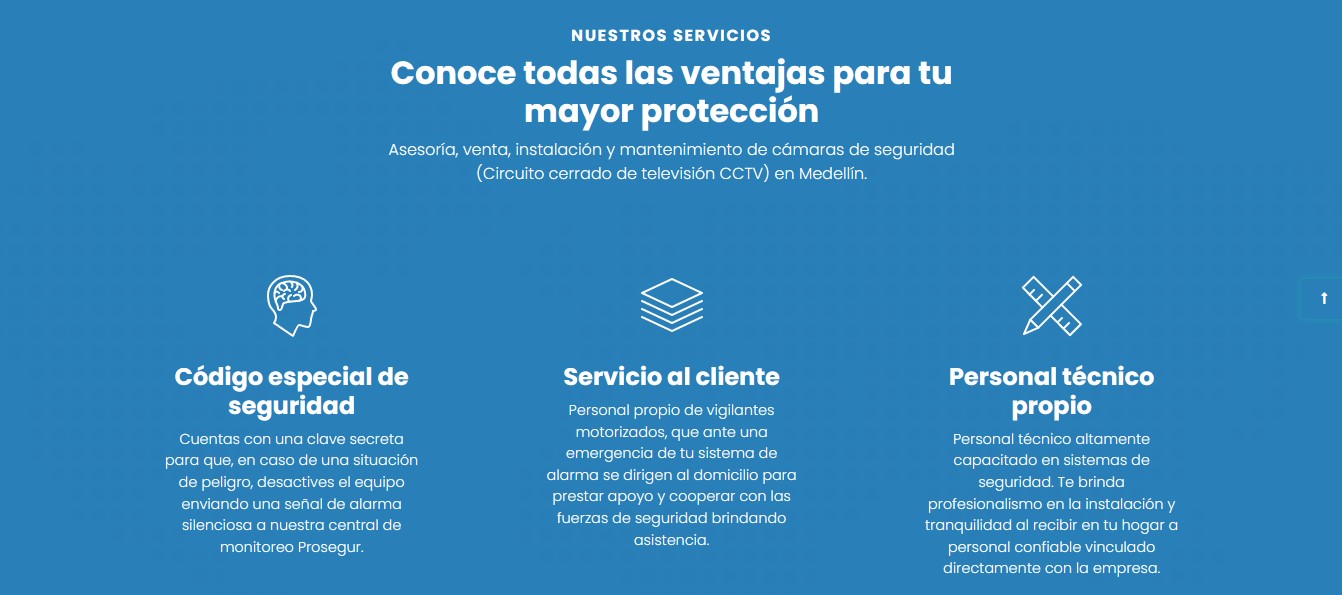 NUESTROS SERVICIOS
Conoce todas las ventajas para tu
mayor protección
Asesoría, venta, instalación y mantenimiento de cámaras de seguridad
(Circuito cerrado de televisión CCTV) en Medellín.
Código especial de
seguridad
Cuentas con una clave secreta
para que, en caso de una situación
de peligro, desactives el equipo
enviando una señal de alarma
silenciosa a nuestra central de
monitoreo Prosegur.
Servicio al cliente
Personal propio de vigilantes
motorizados, que ante una
emergencia de tu sistema de
alarma se dirigen al domicilio para
prestar apoyo y cooperar con las
fuerzas de seguridad brindando
asistencia.
Personal técnico
propio
Personal técnico altamente
capacitado en sistemas de
seguridad. Te brinda
profesionalismo en la instalación y
tranquilidad al recibir en tu hogar a
personal confiable vinculado
directamente con la empresa.